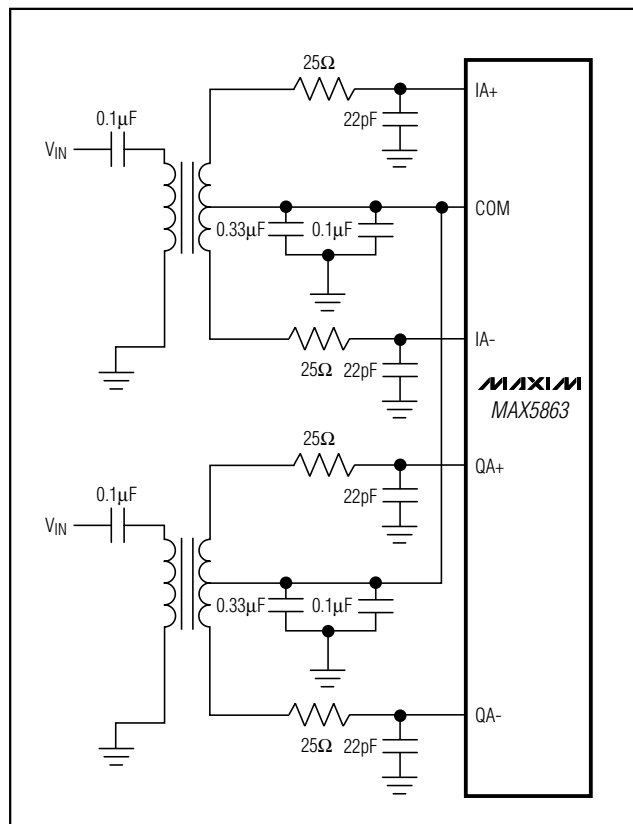 25Ω
IA+
0.1μF
22pF
VIN
COM
0.33μF
0.1μF
IA-
25Ω
22pF
MAXIM
MAX5863
25Ω
QA+
0.1μF
22pF
VIN
0.33μF
0.1μF
QA-
25Ω
22pF